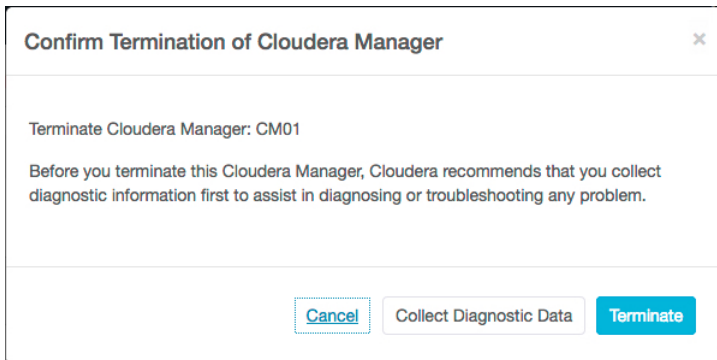 Confirm Termination of Cloudera Manager
×
Terminate Cloudera Manager: CM01
Before you terminate this Cloudera Manager, Cloudera recommends that you collect
diagnostic information first to assist in diagnosing or troubleshooting any problem.
Cancel Collect Diagnostic Data Terminate